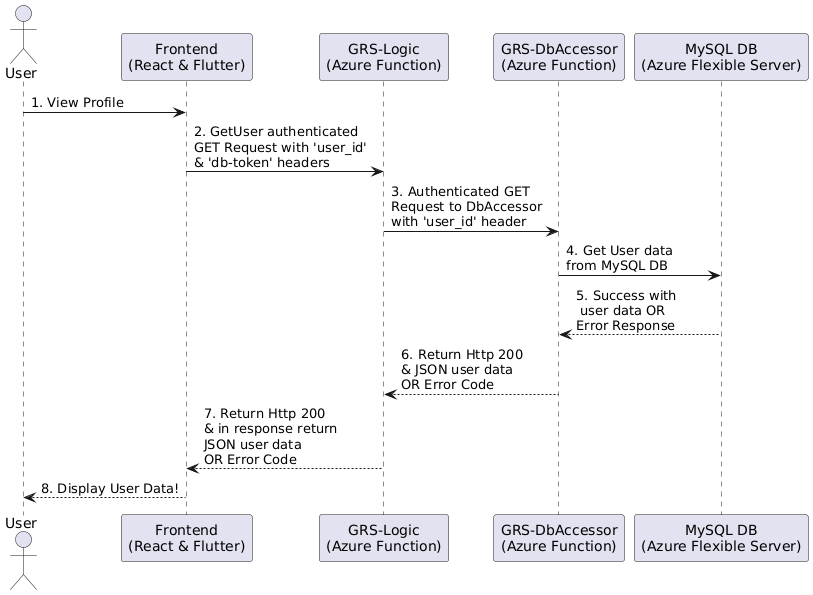 User
Frontend
(React & Flutter)
GRS-Logic
(Azure Function)
GRS-DbAccessor
(Azure Function)
MySQL DB
(Azure Flexible Server)
1. View Profile
2. GetUser authenticated
GET Request with 'user_id'
& 'db-token' headers
3. Authenticated GET
Request to DbAccessor
with 'user_id' header
4. Get User data
from MySQL DB
5. Success with
user data OR
Error Response
6. Return Http 200
& JSON user data
OR Error Code
7. Return Http 200
& in response return
JSON user data
OR Error Code
8. Display User Data!
User
Frontend
(React & Flutter)
GRS-Logic
(Azure Function)
GRS-DbAccessor
(Azure Function)
MySQL DB
(Azure Flexible Server)